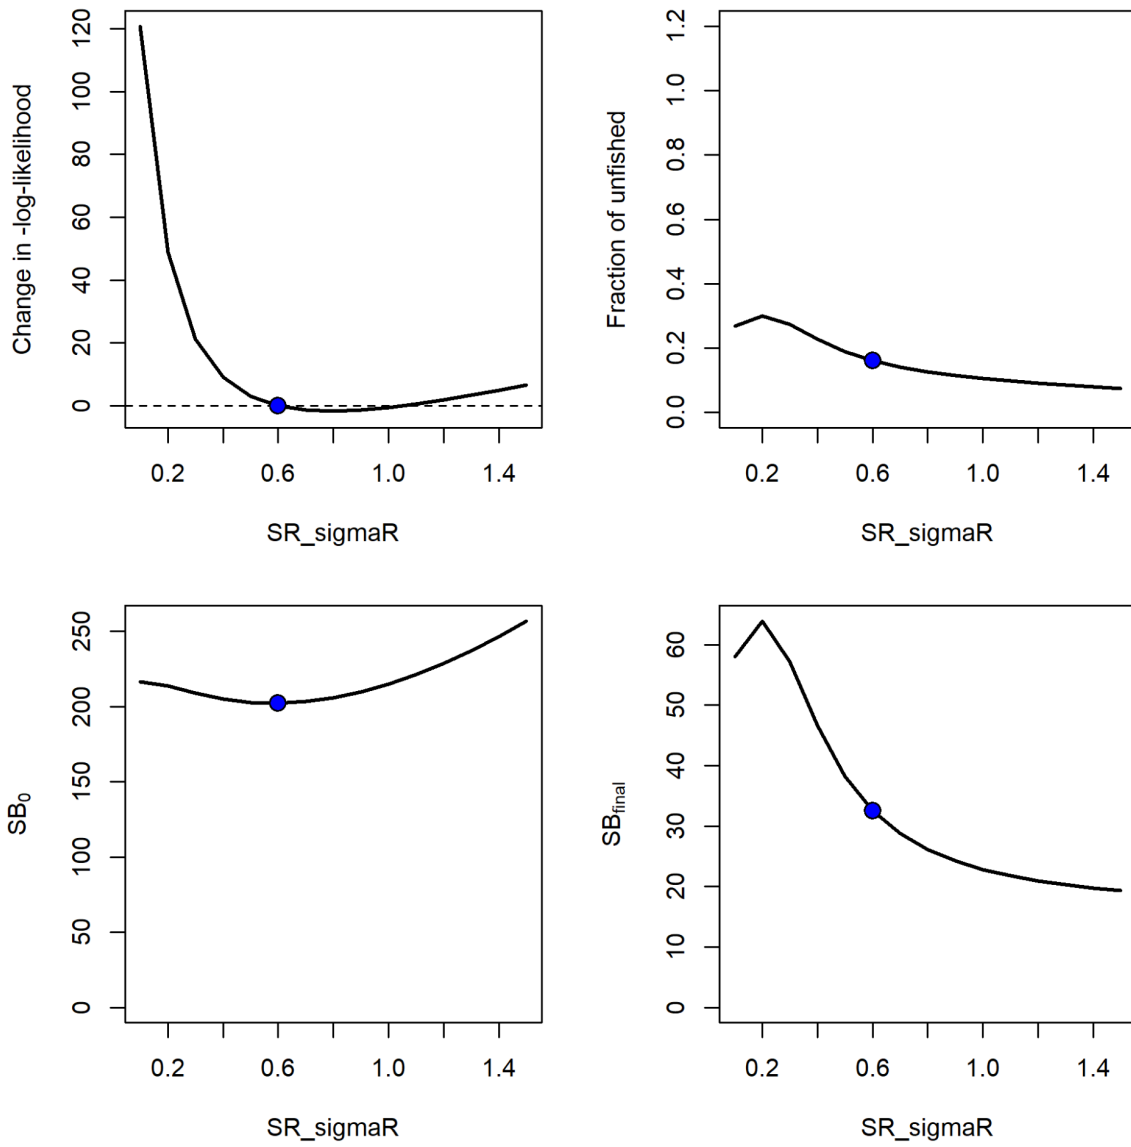 Change in -log-likelihood
0 20 40 60 80 100 120
0.2 0.6 1.0 1.4
SR_sigmaR
Fraction of unfished
0.0 0.2 0.4 0.6 0.8 1.0 1.2
0.2 0.6 1.0 1.4
SR_sigmaR
SB₀
0 50 100 150 200 250
0.2 0.6 1.0 1.4
SR_sigmaR
SB_final
0 10 20 30 40 50 60
0.2 0.6 1.0 1.4
SR_sigmaR